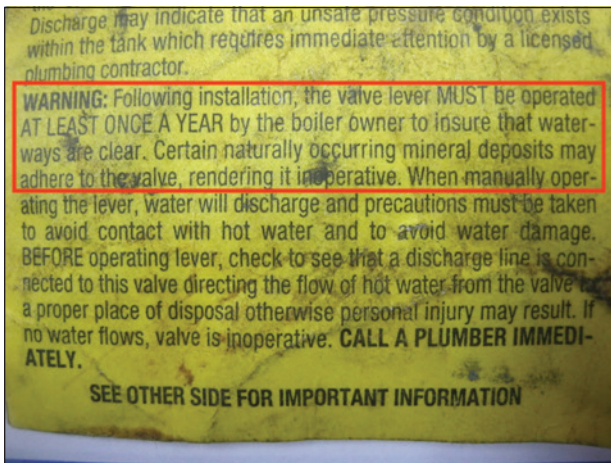 Discharge may indicate that an unsafe pressure condition exists
within the tank which requires immediate attention by a licensed
plumbing contractor.
WARNING: Following installation, the valve lever MUST be operated
AT LEAST ONCE A YEAR by the boiler owner to insure that water-
ways are clear. Certain naturally occurring mineral deposits may
adhere to the valve, rendering it inoperative. When manually oper-
ating the lever, water will discharge and precautions must be taken
to avoid contact with hot water and to avoid water damage.
BEFORE operating lever, check to see that a discharge line is con-
nected to this valve directing the flow of hot water from the valve
a proper place of disposal otherwise personal injury may result. If
no water flows, valve is inoperative. CALL A PLUMBER IMMEDI-
ATELY.
SEE OTHER SIDE FOR IMPORTANT INFORMATION